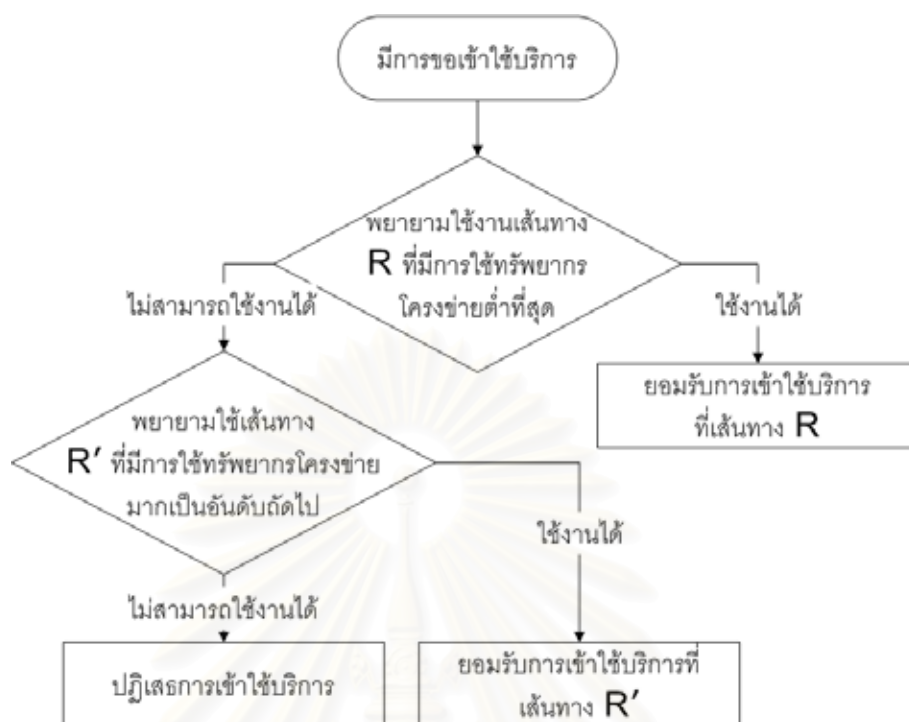 มีการขอเข้าใช้บริการ
พยายามใช้งานเส้นทาง
R ที่มีการใช้ทรัพยากร
โครงข่ายต่ำที่สุด
ไม่สามารถใช้งานได้
ใช้งานได้
ยอมรับการเข้าใช้บริการ
ที่เส้นทาง R
พยายามใช้เส้นทาง
R′ ที่มีการใช้ทรัพยากรโครงข่าย
มากเป็นอันดับถัดไป
ใช้งานได้
ไม่สามารถใช้งานได้
ปฏิเสธการเข้าใช้บริการ
ยอมรับการเข้าใช้บริการที่
เส้นทาง R′